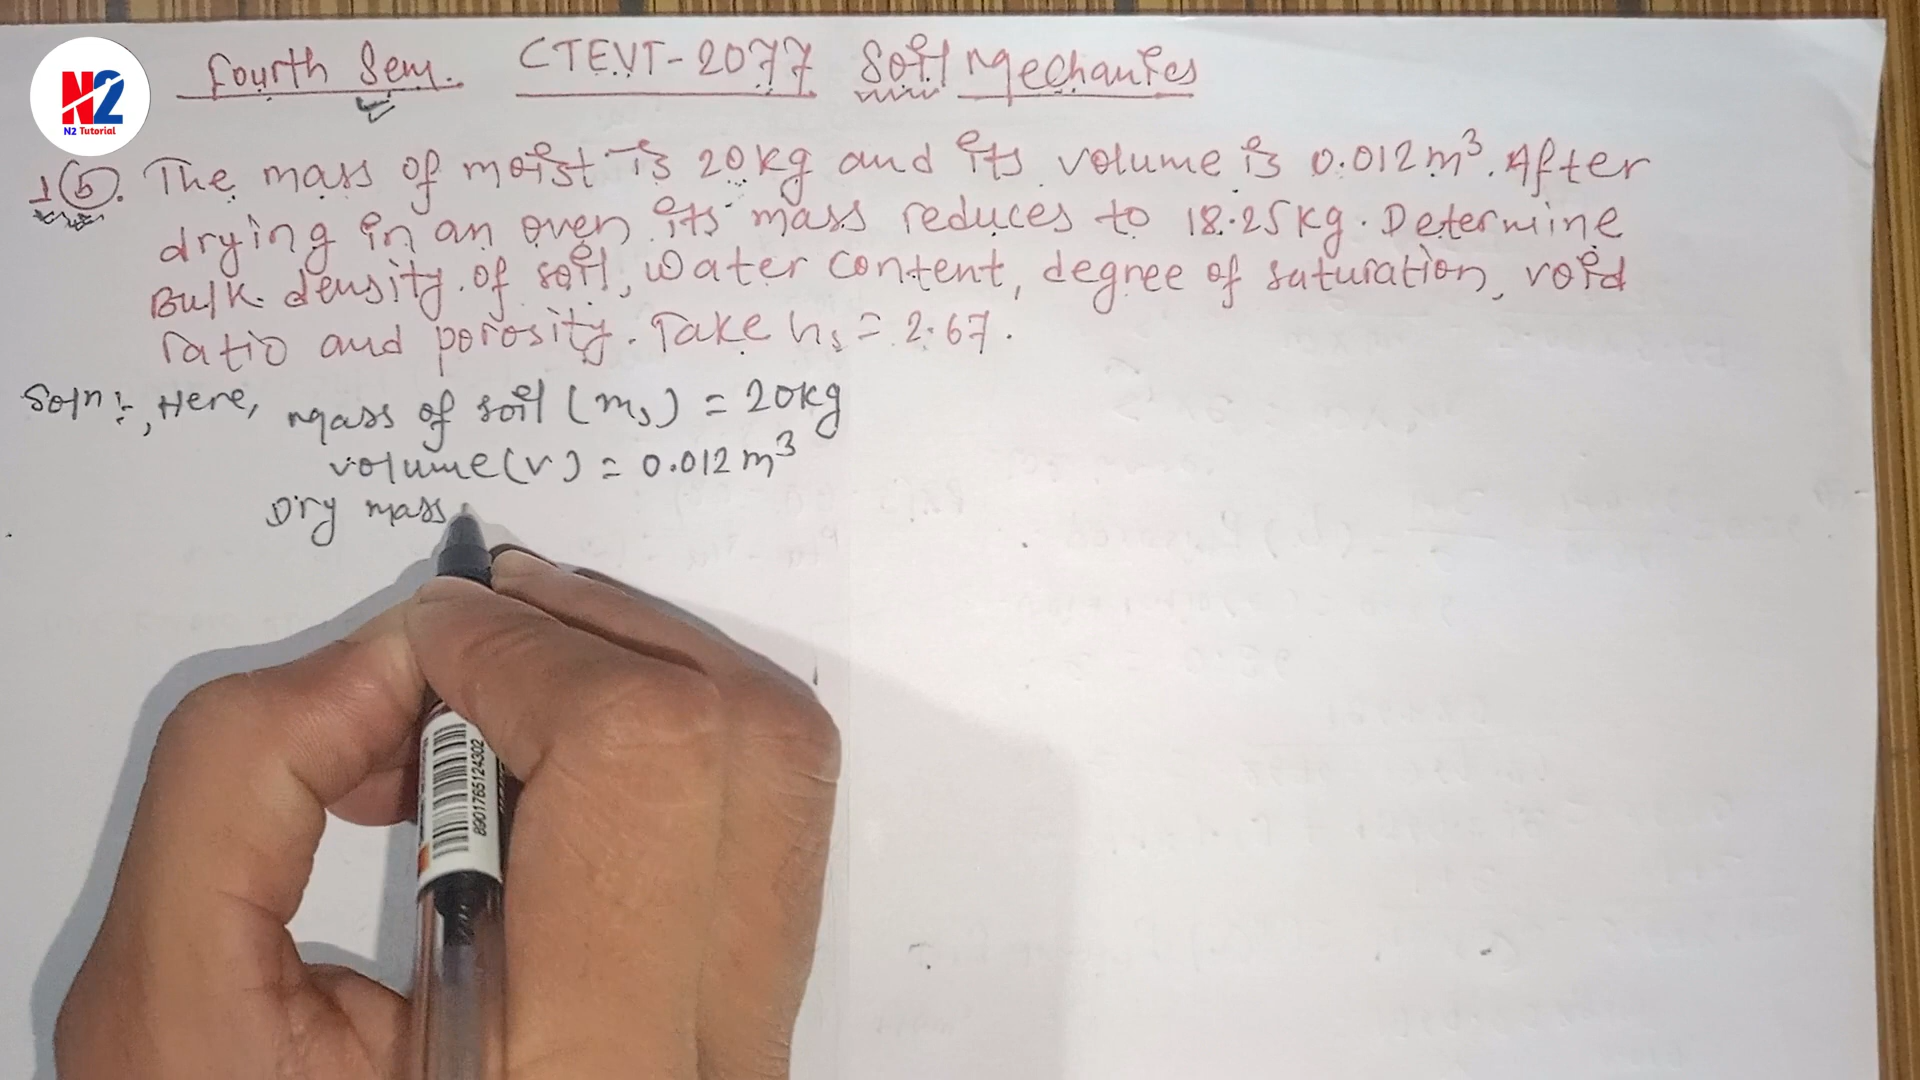 N2
N2 Tutorial
Fourth Sem. CTEVT-2077 Soil Mechanics
1(b). The mass of moist is 20kg and its volume is 0.012m³. After
drying in an oven its mass reduces to 18.25kg. Determine
Bulk density of soil, water content, degree of saturation, void
ratio and porosity. Take hs = 2.67.
Soln:-, Here, mass of soil (ms) = 20kg
volume(v) = 0.012 m³
Dry mass
8901765124302